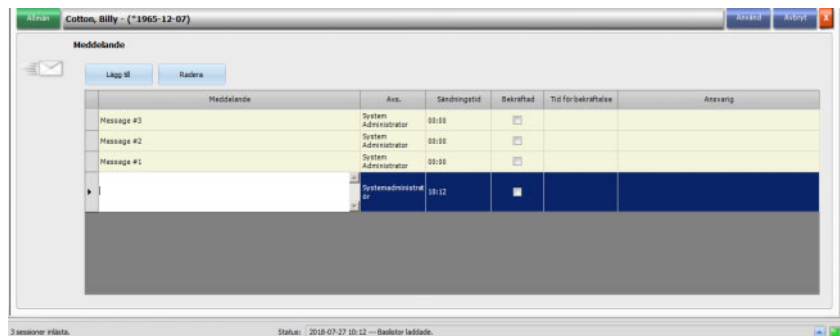 Allmän Cotton, Billy - (*1965-12-07) Använd Avbryt X
Meddelande
Lägg till Radera
Meddelande Avs. Sändningstid Bekräftad Tid för bekräftelse Ansvarig
Message #3 System Administrator 00:00
Message #2 System Administrator 00:00
Message #1 System Administrator 00:00
Systemadministratör 10:12
3 sessioner inlästa. Status: 2018-07-27 10:12 --- Baslistor laddade.